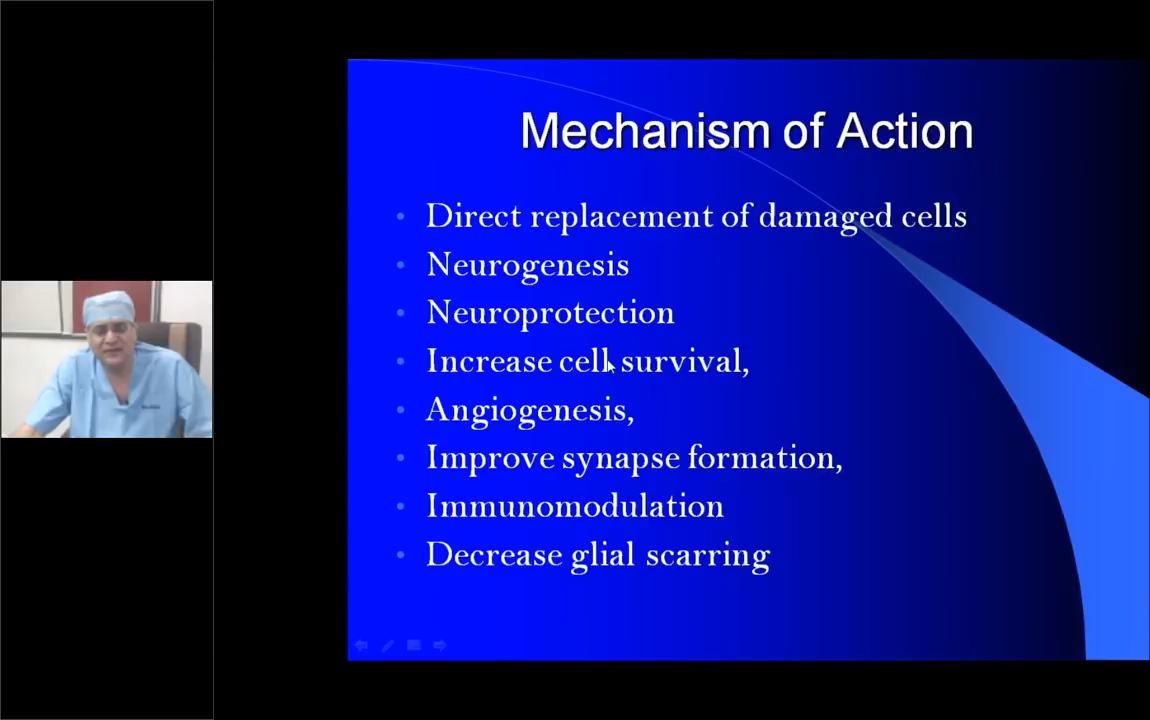 Mechanism of Action
• Direct replacement of damaged cells
• Neurogenesis
• Neuroprotection
• Increase cell survival,
• Angiogenesis,
• Improve synapse formation,
• Immunomodulation
• Decrease glial scarring